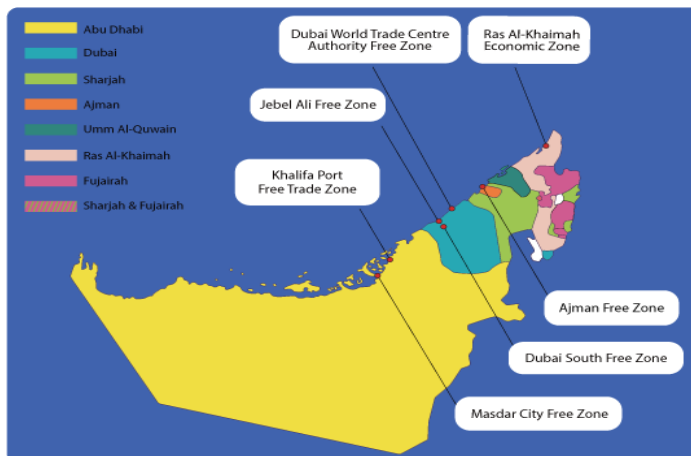 Abu Dhabi
Dubai
Sharjah
Ajman
Umm Al-Quwain
Ras Al-Khaimah
Fujairah
Sharjah & Fujairah
Dubai World Trade Centre
Authority Free Zone
Ras Al-Khaimah
Economic Zone
Jebel Ali Free Zone
Khalifa Port
Free Trade Zone
Ajman Free Zone
Dubai South Free Zone
Masdar City Free Zone